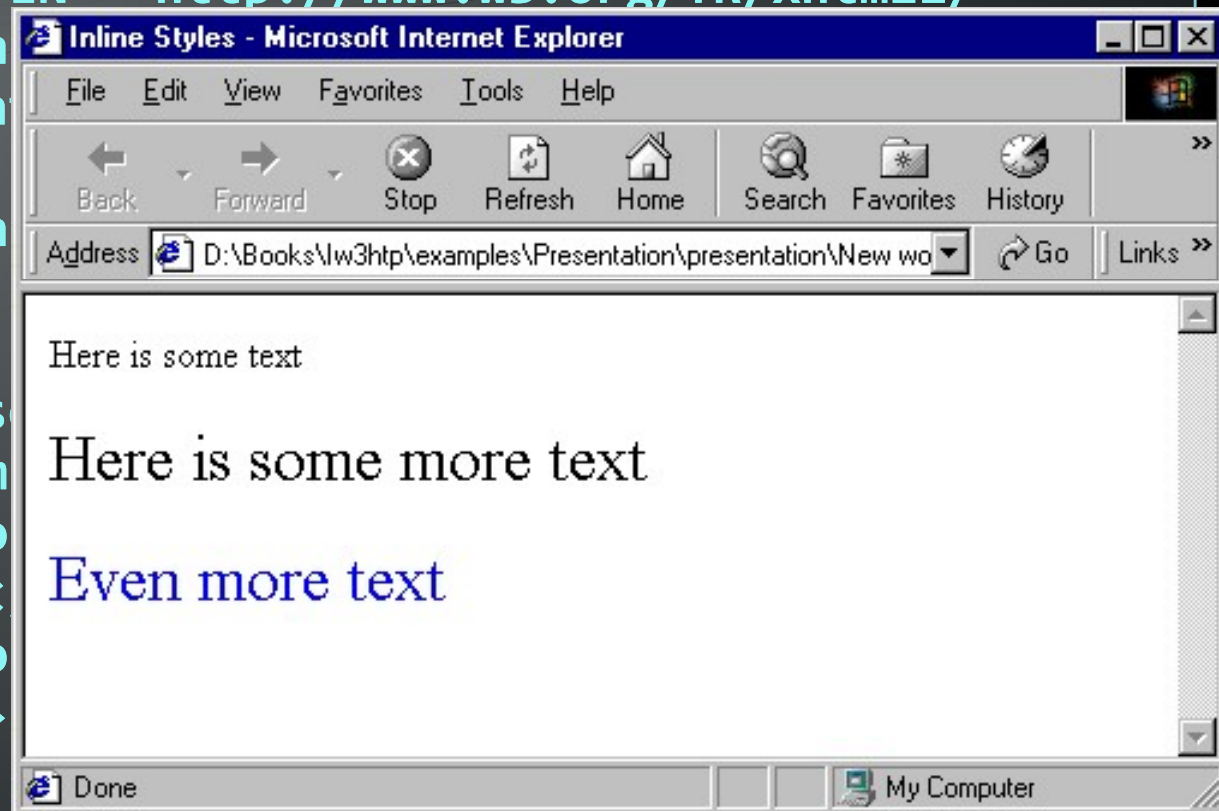 Inline Styles - Microsoft Internet Explorer
File Edit View Favorites Tools Help
Back Forward Stop Refresh Home Search Favorites History »
Address D:\Books\Iw3htp\examples\Presentation\presentation\New wo Go Links »
Here is some text
Here is some more text
Even more text
Done My Computer